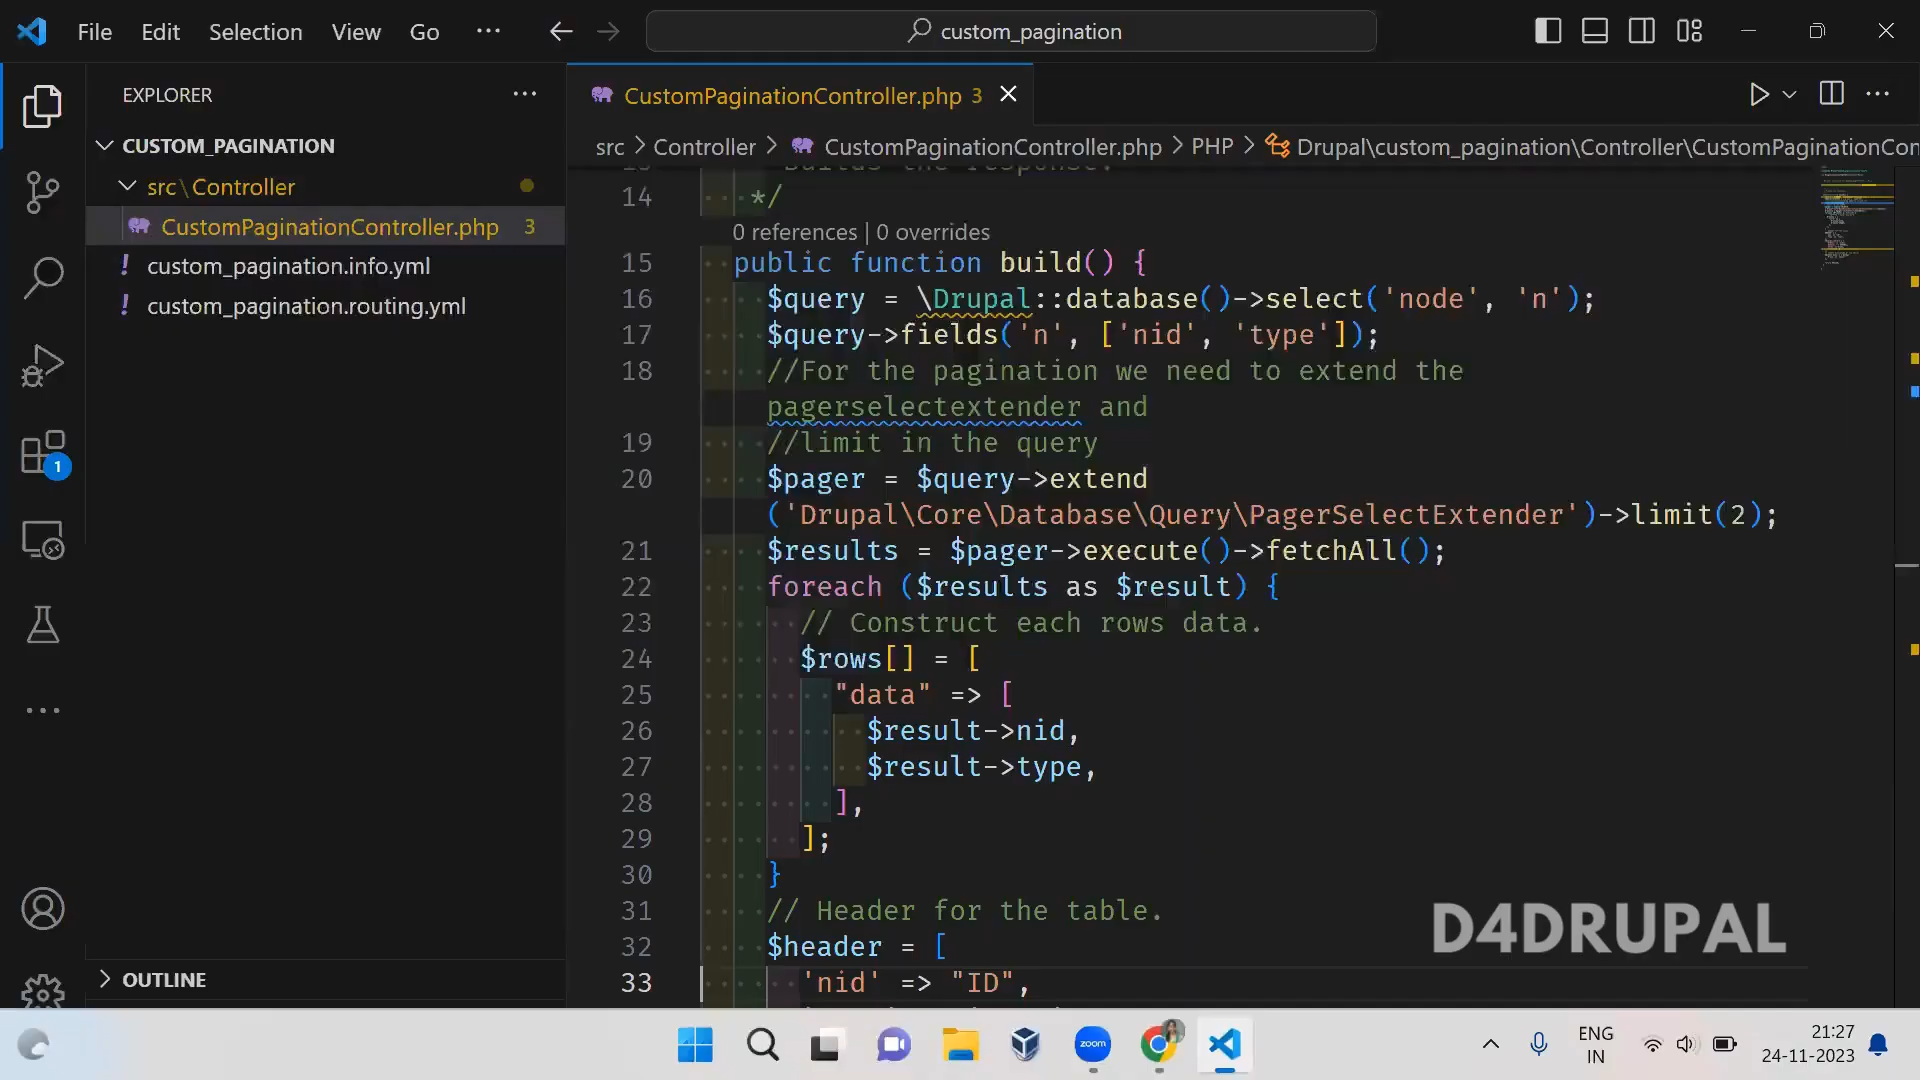 File Edit Selection View Go ···
custom_pagination
EXPLORER
CUSTOM_PAGINATION
src\Controller
CustomPaginationController.php 3
! custom_pagination.info.yml
! custom_pagination.routing.yml
1
OUTLINE
CustomPaginationController.php 3
src > Controller > CustomPaginationController.php > PHP > Drupal\custom_pagination\Controller\CustomPaginationCon
14 */
0 references | 0 overrides
15 public function build() {
16 $query = \Drupal::database()->select('node', 'n');
17 $query->fields('n', ['nid', 'type']);
18 //For the pagination we need to extend the
pagerselectextender and
19 //limit in the query
20 $pager = $query->extend
('Drupal\Core\Database\Query\PagerSelectExtender')->limit(2);
21 $results = $pager->execute()->fetchAll();
22 foreach ($results as $result) {
23 // Construct each rows data.
24 $rows[] = [
25 "data" => [
26 $result->nid,
27 $result->type,
28 ],
29 ];
30 }
31 // Header for the table.
32 $header = [
33 'nid' => "ID",
D4DRUPAL
zoom
ENG
IN
21:27
24-11-2023